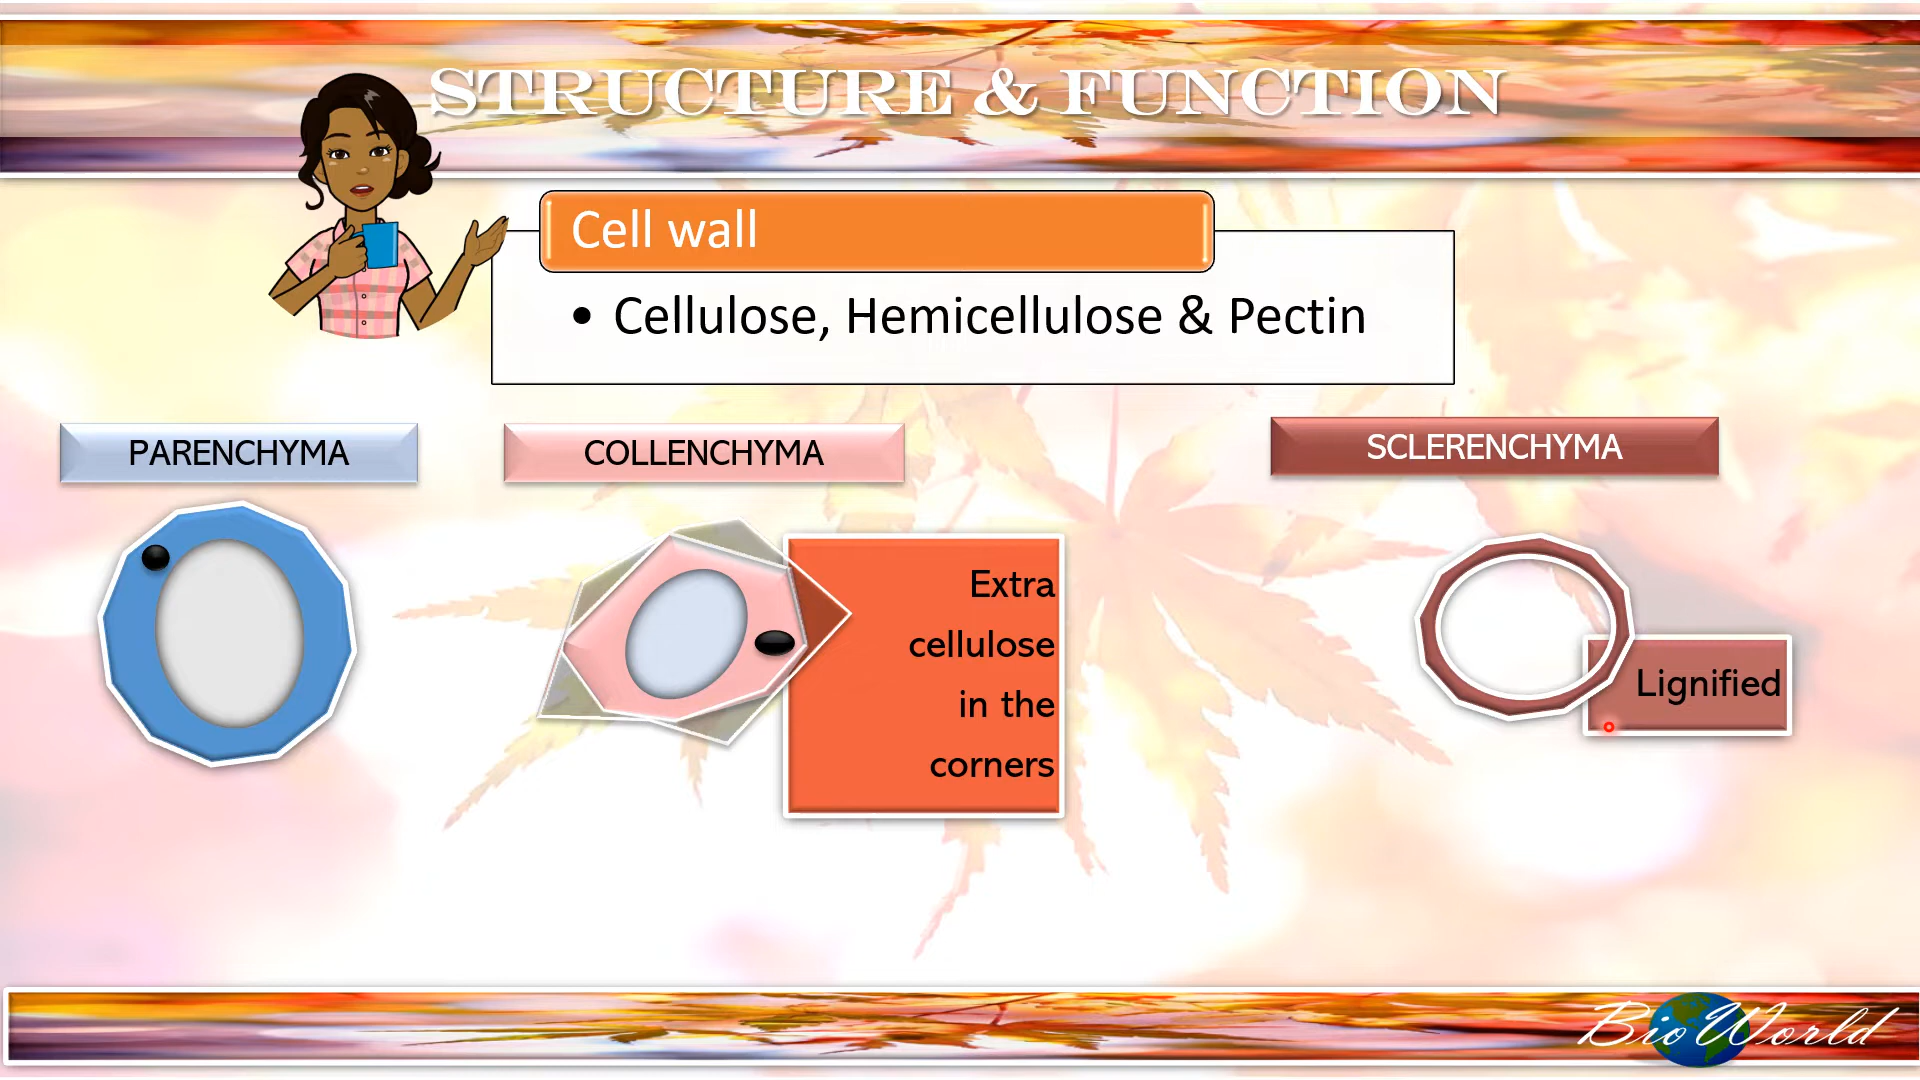 STRUCTURE & FUNCTION
Cell wall
• Cellulose, Hemicellulose & Pectin
PARENCHYMA
COLLENCHYMA
SCLERENCHYMA
Extra
cellulose
in the
corners
Lignified
BioWorld